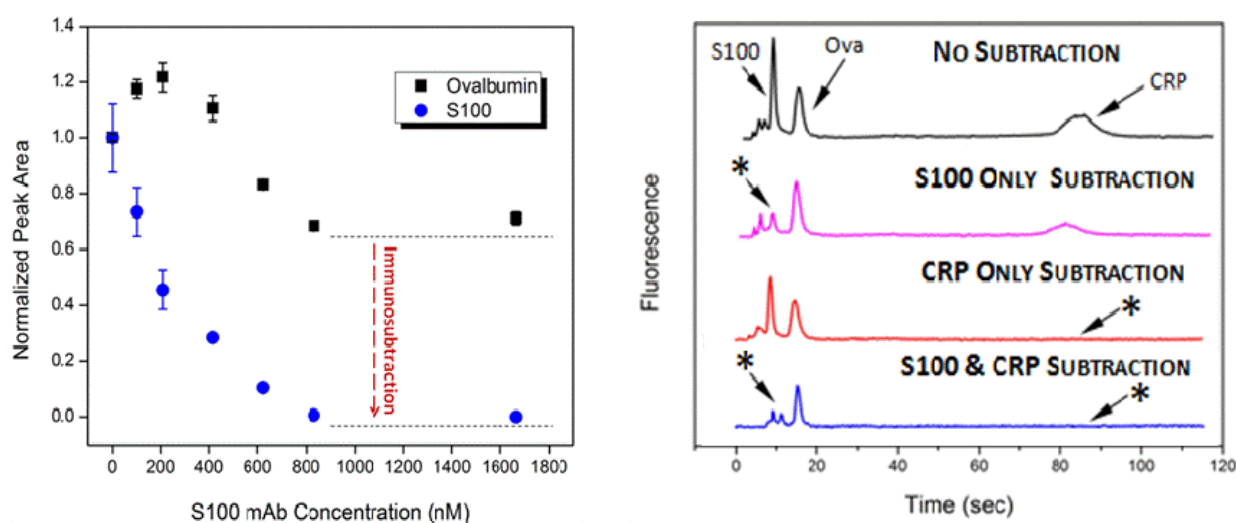 1.4
1.2
1.0
0.8
0.6
0.4
0.2
0.0
Normalized Peak Area
Ovalbumin
S100
Immunosubtraction
0 200 400 600 800 1000 1200 1400 1600 1800
S100 mAb Concentration (nM)
NO SUBTRACTION
S100
Ova
CRP
S100 ONLY SUBTRACTION
*
CRP ONLY SUBTRACTION
*
S100 & CRP SUBTRACTION
*
*
Fluorescence
0 20 40 60 80 100 120
Time (sec)